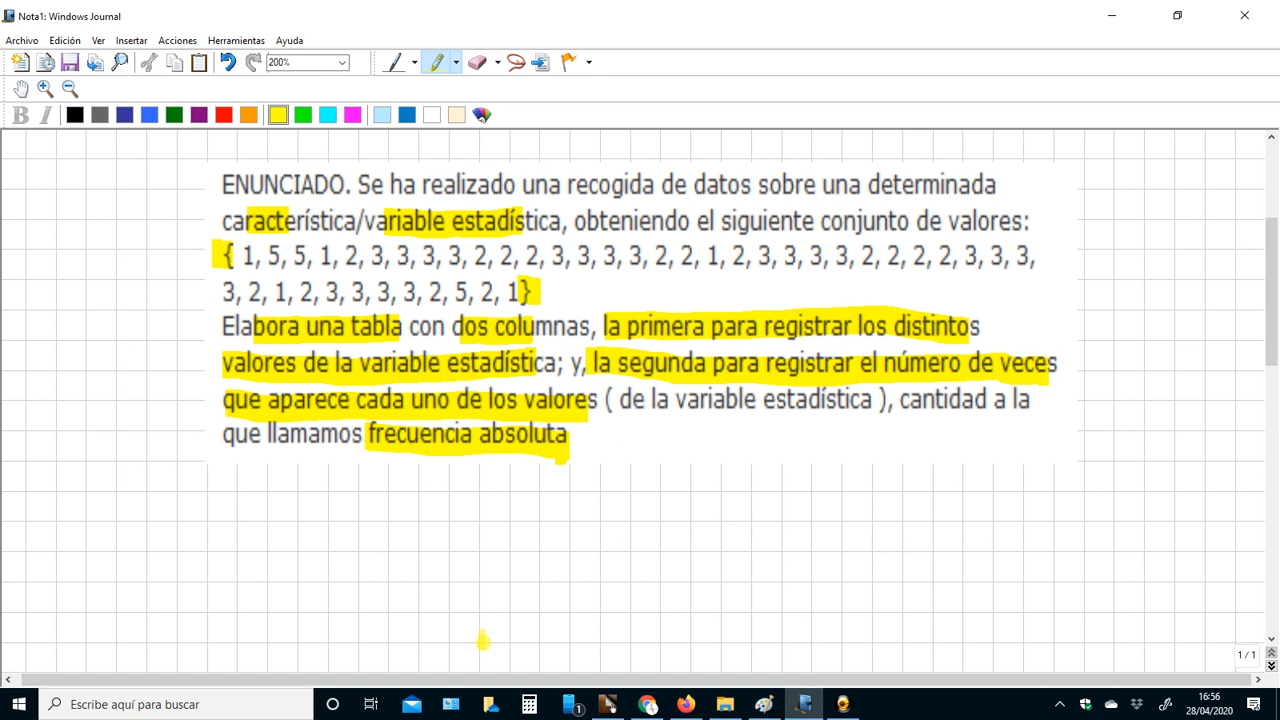 Nota1: Windows Journal
Archivo Edición Ver Insertar Acciones Herramientas Ayuda
200%
B I
ENUNCIADO. Se ha realizado una recogida de datos sobre una determinada
característica/variable estadística, obteniendo el siguiente conjunto de valores:
{ 1, 5, 5, 1, 2, 3, 3, 3, 3, 2, 2, 2, 3, 3, 3, 3, 2, 2, 1, 2, 3, 3, 3, 3, 2, 2, 2, 2, 3, 3, 3,
3, 2, 1, 2, 3, 3, 3, 3, 2, 5, 2, 1}
Elabora una tabla con dos columnas, la primera para registrar los distintos
valores de la variable estadística; y, la segunda para registrar el número de veces
que aparece cada uno de los valores ( de la variable estadística ), cantidad a la
que llamamos frecuencia absoluta
1 / 1
Escribe aquí para buscar
1
16:56
28/04/2020